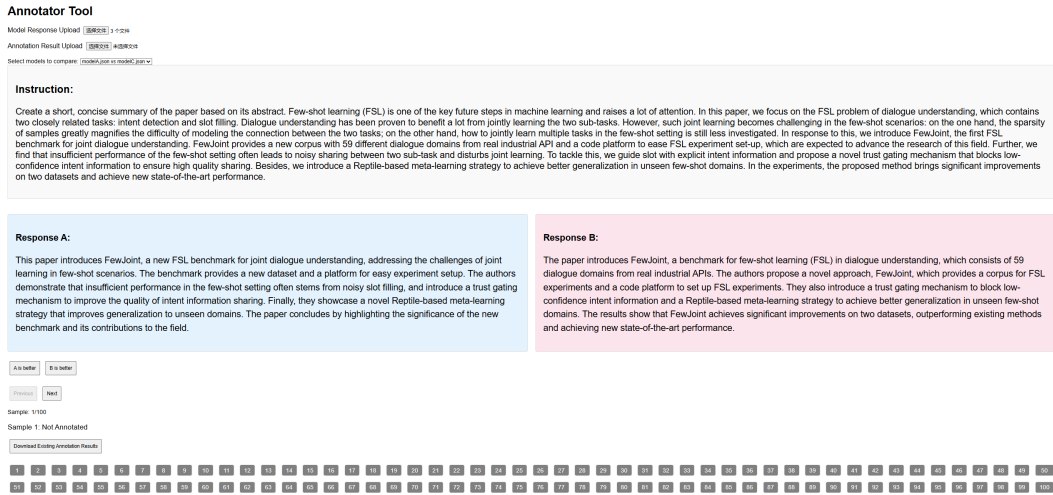 Annotator Tool
Model Response Upload 选择文件 3 个文件
Annotation Result Upload 选择文件 未选择文件
Select models to compare: modelA.json vs modelC.json
Instruction:
Create a short, concise summary of the paper based on its abstract. Few-shot learning (FSL) is one of the key future steps in machine learning and raises a lot of attention. In this paper, we focus on the FSL problem of dialogue understanding, which contains
two closely related tasks: intent detection and slot filling. Dialogue understanding has been proven to benefit a lot from jointly learning the two sub-tasks. However, such joint learning becomes challenging in the few-shot scenarios: on the one hand, the sparsity
of samples greatly magnifies the difficulty of modeling the connection between the two tasks; on the other hand, how to jointly learn multiple tasks in the few-shot setting is still less investigated. In response to this, we introduce FewJoint, the first FSL
benchmark for joint dialogue understanding. FewJoint provides a new corpus with 59 different dialogue domains from real industrial API and a code platform to ease FSL experiment set-up, which are expected to advance the research of this field. Further, we
find that insufficient performance of the few-shot setting often leads to noisy sharing between two sub-task and disturbs joint learning. To tackle this, we guide slot with explicit intent information and propose a novel trust gating mechanism that blocks low-
confidence intent information to ensure high quality sharing. Besides, we introduce a Reptile-based meta-learning strategy to achieve better generalization in unseen few-shot domains. In the experiments, the proposed method brings significant improvements
on two datasets and achieve new state-of-the-art performance.
Response A:
This paper introduces FewJoint, a new FSL benchmark for joint dialogue understanding, addressing the challenges of joint
learning in few-shot scenarios. The benchmark provides a new dataset and a platform for easy experiment setup. The authors
demonstrate that insufficient performance in the few-shot setting often stems from noisy slot filling, and introduce a trust gating
mechanism to improve the quality of intent information sharing. Finally, they showcase a novel Reptile-based meta-learning
strategy that improves generalization to unseen domains. The paper concludes by highlighting the significance of the new
benchmark and its contributions to the field.
Response B:
The paper introduces FewJoint, a benchmark for few-shot learning (FSL) in dialogue understanding, which consists of 59
dialogue domains from real industrial APIs. The authors propose a novel approach, FewJoint, which provides a corpus for FSL
experiments and a code platform to set up FSL experiments. They also introduce a trust gating mechanism to block low-
confidence intent information and a Reptile-based meta-learning strategy to achieve better generalization in unseen few-shot
domains. The results show that FewJoint achieves significant improvements on two datasets, outperforming existing methods
and achieving new state-of-the-art performance.
A is better B is better
Previous Next
Sample: 1/100
Sample 1: Not Annotated
Download Existing Annotation Results
1 2 3 4 5 6 7 8 9 10 11 12 13 14 15 16 17 18 19 20 21 22 23 24 25 26 27 28 29 30 31 32 33 34 35 36 37 38 39 40 41 42 43 44 45 46 47 48 49 50
51 52 53 54 55 56 57 58 59 60 61 62 63 64 65 66 67 68 69 70 71 72 73 74 75 76 77 78 79 80 81 82 83 84 85 86 87 88 89 90 91 92 93 94 95 96 97 98 99 100